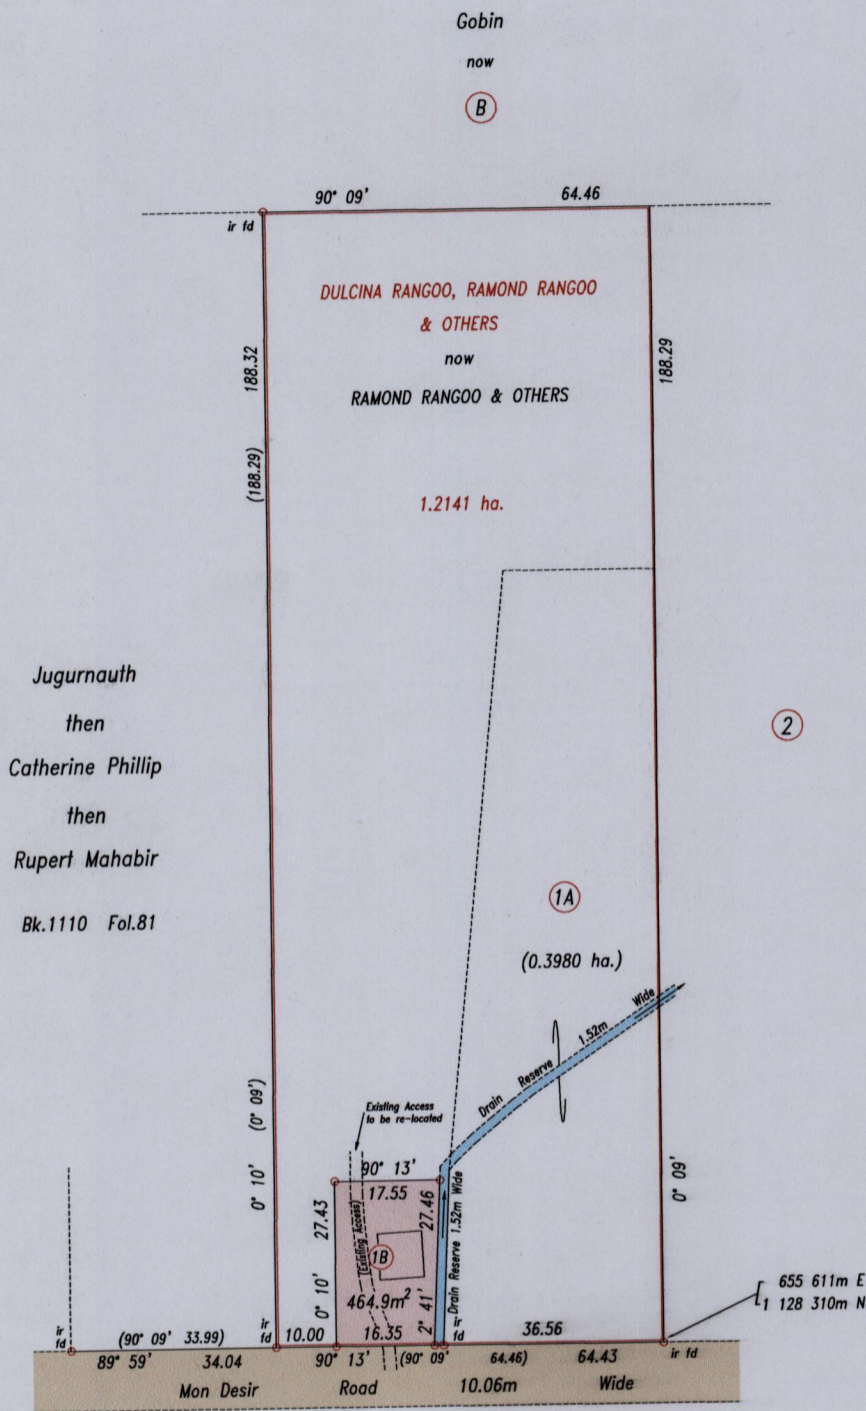 Gobin
now
B
90° 09' 64.46
ir fd
DULCINA RANGOO, RAMOND RANGOO
& OTHERS
now
RAMOND RANGOO & OTHERS
188.32
(188.29)
188.29
1.2141 ha.
Jugurnauth
then
Catherine Phillip
then
Rupert Mahabir
Bk.1110 Fol.81
2
1A
(0.3980 ha.)
Drain Reserve 1.52m Wide
Existing Access
to be re-located
0° 10' (0° 09')
90° 13'
17.55
27.43
27.46
0° 10'
2° 41'
(Existing Access)
1B
464.9m²
Drain Reserve 1.52m Wide
0° 09'
655 611m E
1 128 310m N
ir fd
(90° 09' 33.99)
ir fd
10.00
16.35
ir fd
36.56
89° 59' 34.04
90° 13'
(90° 09' 64.46)
64.43
ir fd
Mon Desir Road 10.06m Wide